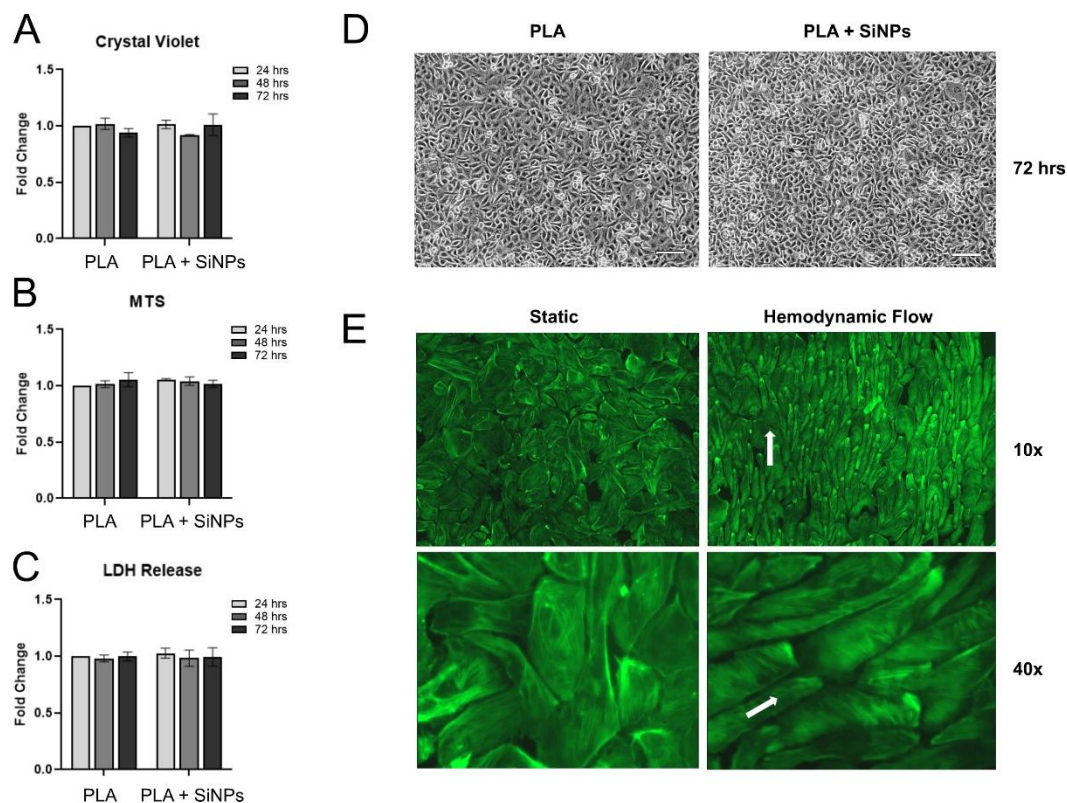 A
Crystal Violet
Fold Change
1.5
1.0
0.5
0.0
24 hrs
48 hrs
72 hrs
PLA
PLA + SiNPs
B
MTS
Fold Change
1.5
1.0
0.5
0.0
24 hrs
48 hrs
72 hrs
PLA
PLA + SiNPs
C
LDH Release
Fold Change
1.5
1.0
0.5
0.0
24 hrs
48 hrs
72 hrs
PLA
PLA + SiNPs
D
PLA
PLA + SiNPs
72 hrs
E
Static
Hemodynamic Flow
10x
40x